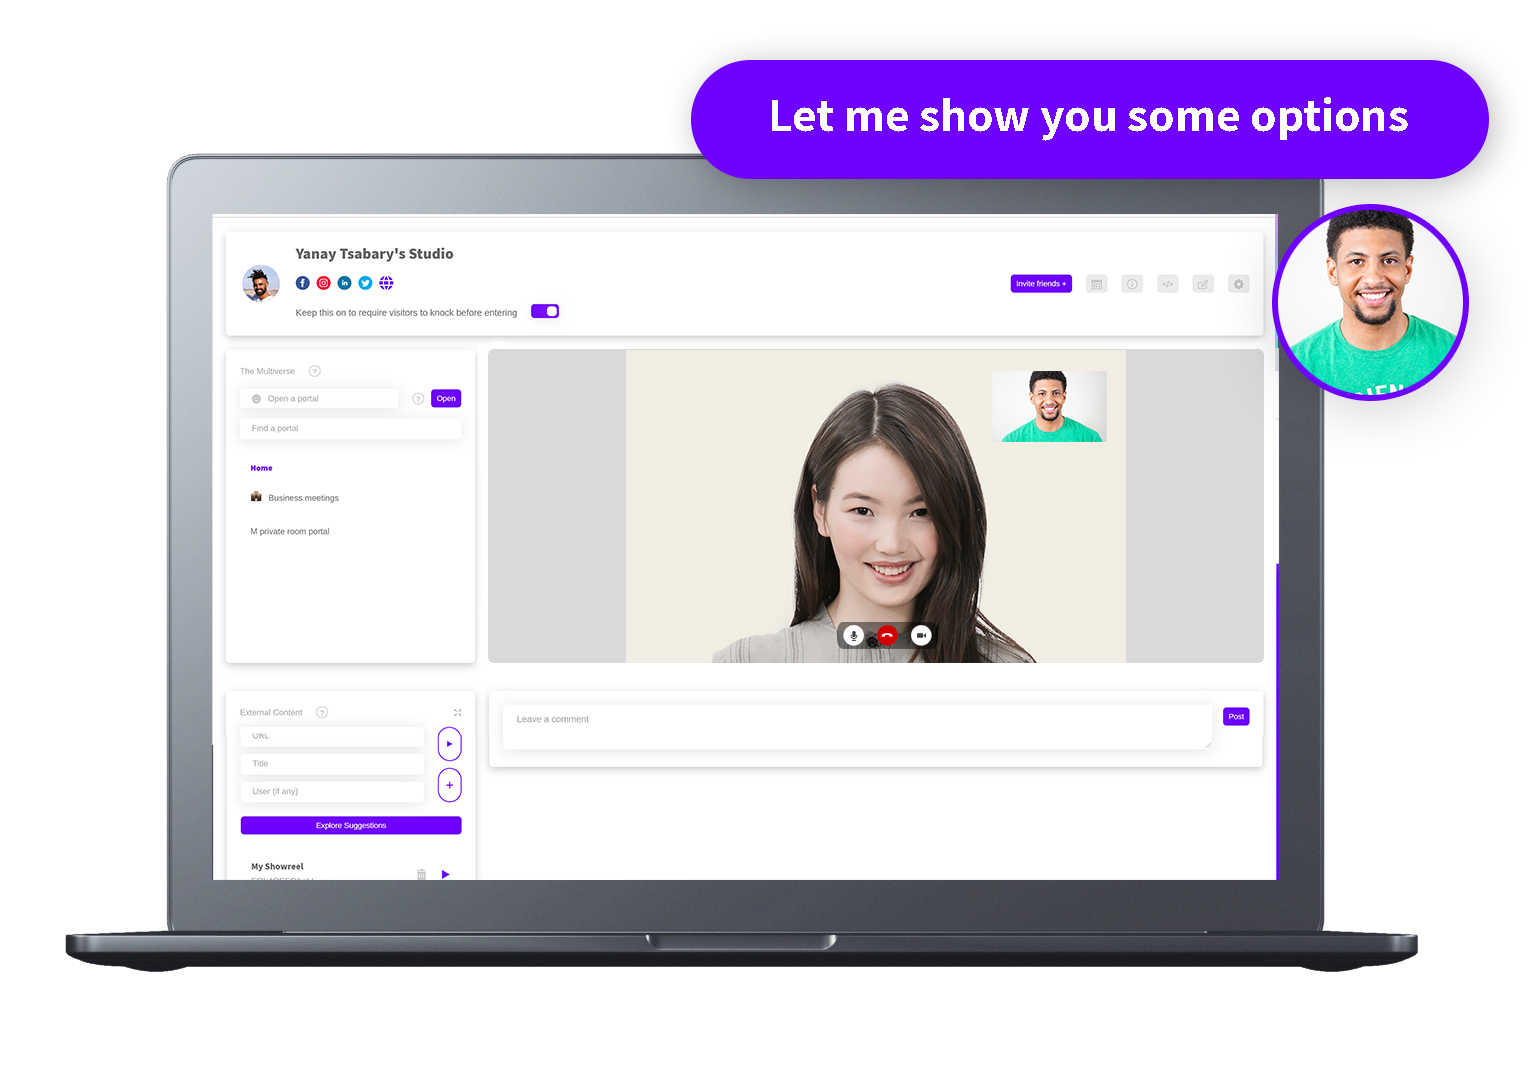 Let me show you some options
Yanay Tsabary's Studio
Keep this on to require visitors to knock before entering
Invite friends +
The Multiverse
?
Open a portal
?
Open
Find a portal
Home
Business meetings
M private room portal
External Content
?
URL
Title
User (if any)
Explore Suggestions
My Showreel
Leave a comment
Post